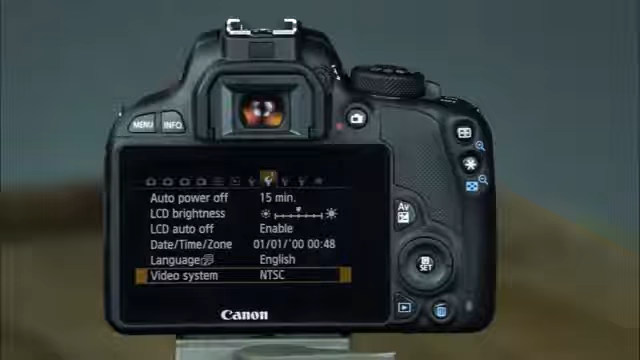 MENU INFO
Auto power off 15 min.
LCD brightness
LCD auto off Enable
Date/Time/Zone 01/01/'00 00:48
Language English
Video system NTSC
Av
SET
Canon